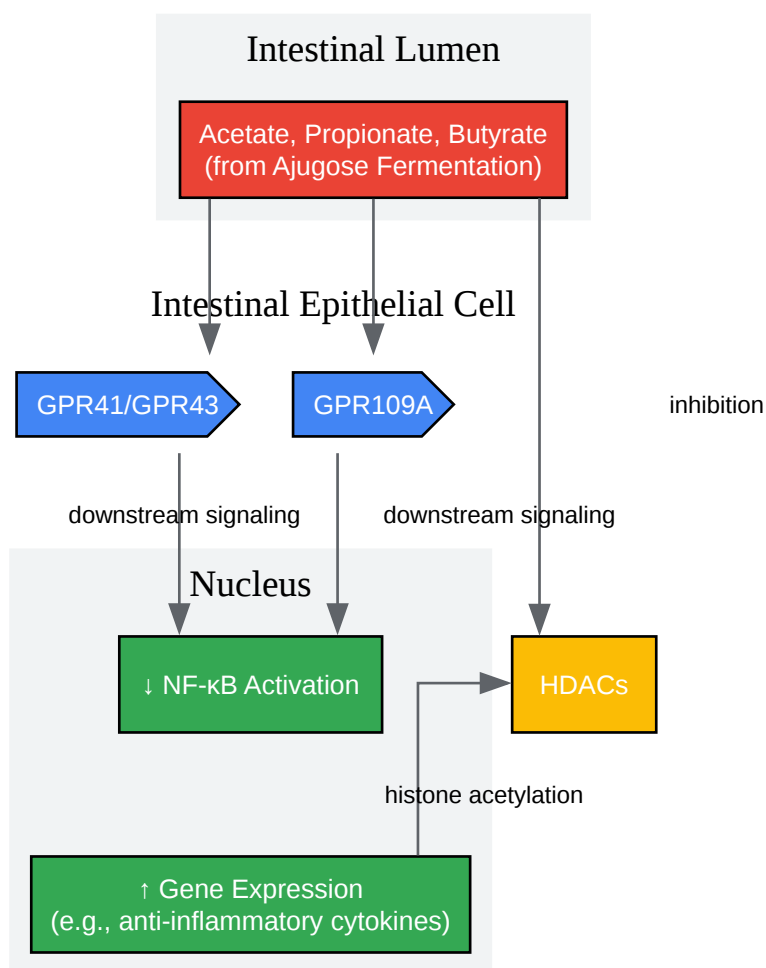 Intestinal Lumen
Acetate, Propionate, Butyrate
(from Ajugose Fermentation)
Intestinal Epithelial Cell
GPR41/GPR43
GPR109A
inhibition
downstream signaling
downstream signaling
Nucleus
↓ NF-κB Activation
HDACs
histone acetylation
↑ Gene Expression
(e.g., anti-inflammatory cytokines)